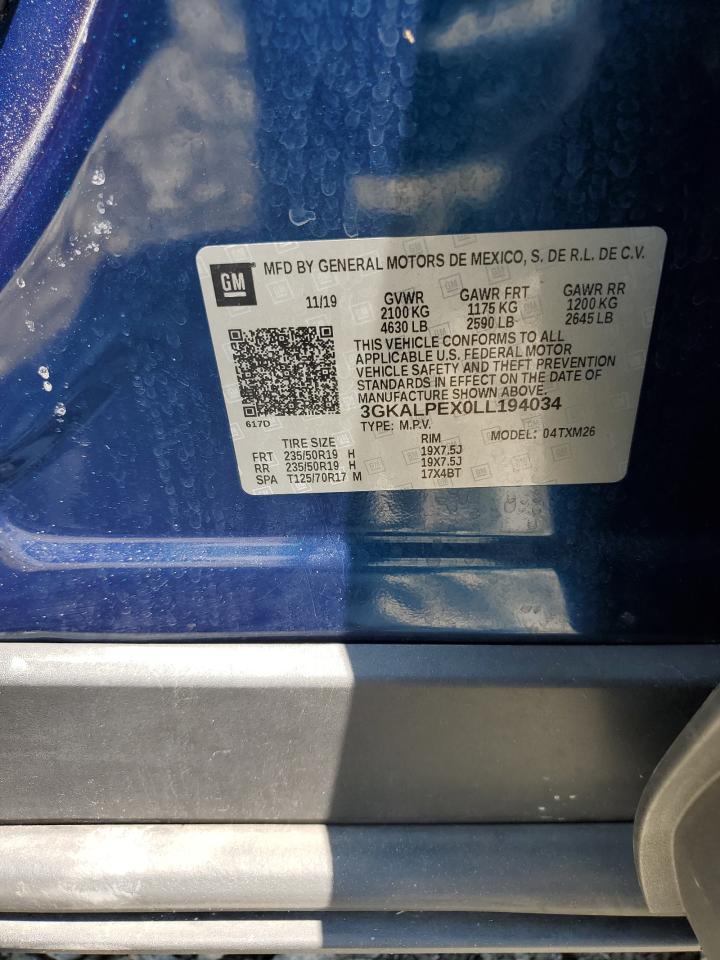 GM MFD BY GENERAL MOTORS DE MEXICO, S. DE R.L. DE C.V.
11/19 GVWR GAWR FRT GAWR RR
2100 KG 1175 KG 1200 KG
4630 LB 2590 LB 2645 LB
THIS VEHICLE CONFORMS TO ALL
APPLICABLE U.S. FEDERAL MOTOR
VEHICLE SAFETY AND THEFT PREVENTION
STANDARDS IN EFFECT ON THE DATE OF
MANUFACTURE SHOWN ABOVE.
617D 3GKALPEX0LL194034
TYPE: M.P.V. MODEL: 04TXM26
TIRE SIZE RIM
FRT 235/50R19 H 19X7.5J
RR 235/50R19 H 19X7.5J
SPA T125/70R17 M 17X4BT